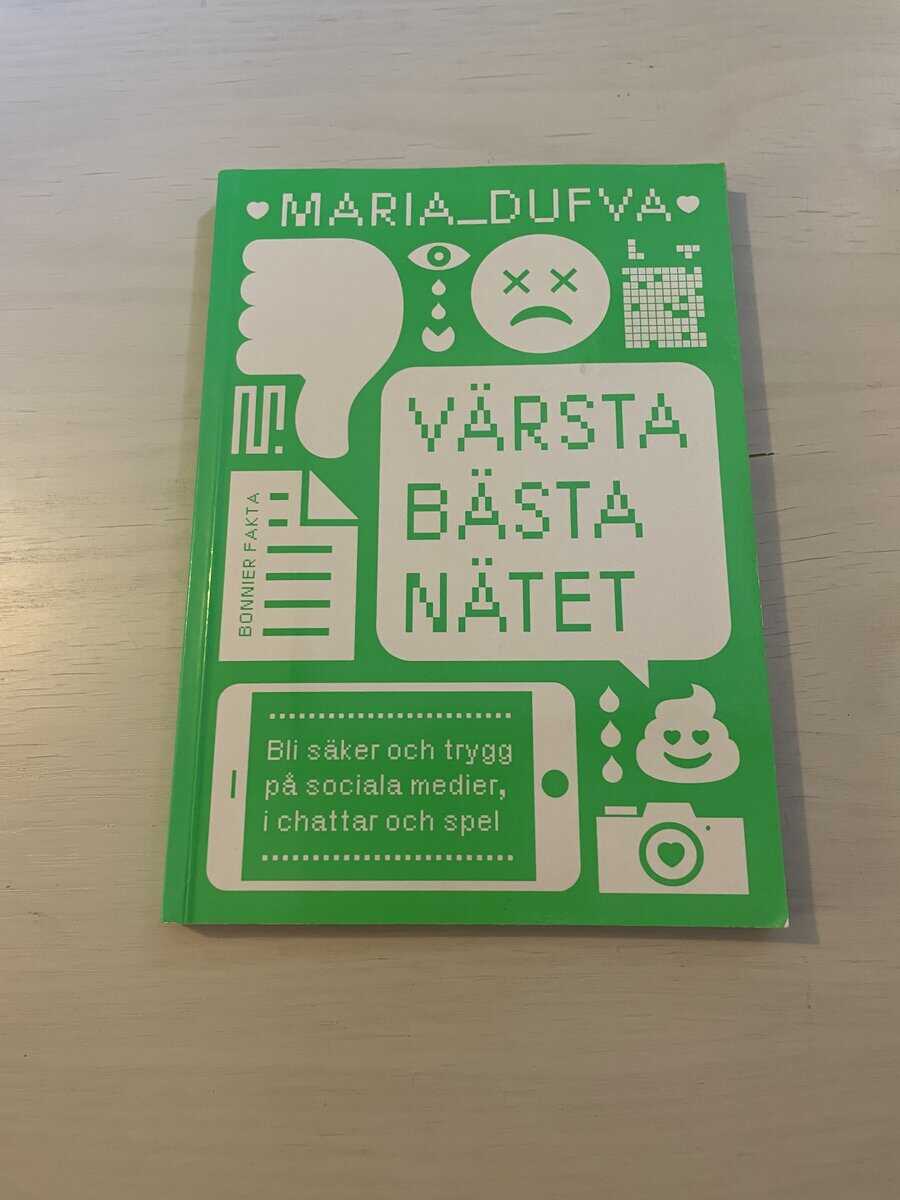 MARIA_DUFVA
VÄRSTA
BÄSTA
NÄTET
BONNIER FAKTA
Bli säker och trygg
på sociala medier,
i chattar och spel